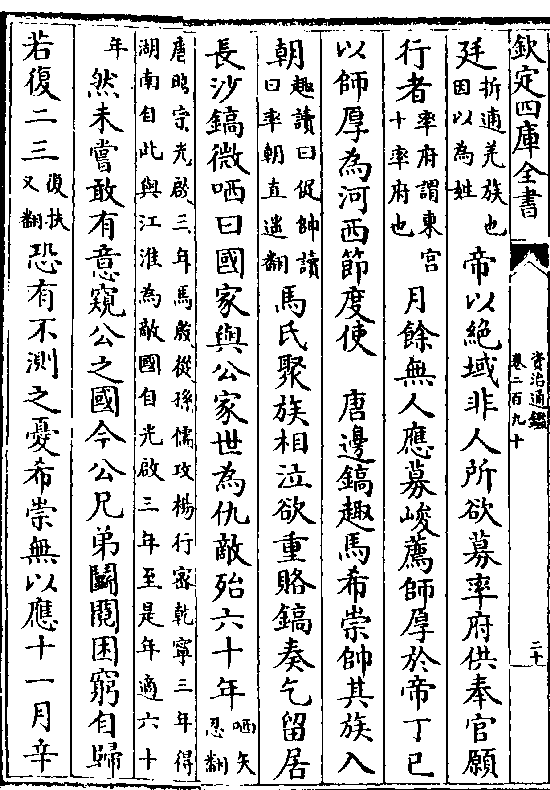 欽定四庫全書
資治通鑑
卷二百九十
二十
廷折逋羌族也因以為姓帝以絶域非人所欲募率府供奉官願
行者率府謂東宮十率府也月餘無人應募峻薦師厚於帝丁巳
以師厚為河西節度使 唐邊鎬趣馬希崇帥其族入
朝趣讀曰促帥讀曰率朝直遥翻馬氏聚族相泣欲重賂鎬奏乞留居
長沙鎬微哂曰國家與公家世為仇敵殆六十年哂矢忍翻
唐昭宗光啟三年馬殷從孫儒攻楊行密乾寧三年得
湖南自此與江淮為敵國自光啟三年至是年適六十
年然未嘗敢有意窺公之國今公兄弟鬭鬩困窮自歸
若復二三復扶又翻恐有不測之憂希崇無以應十一月辛